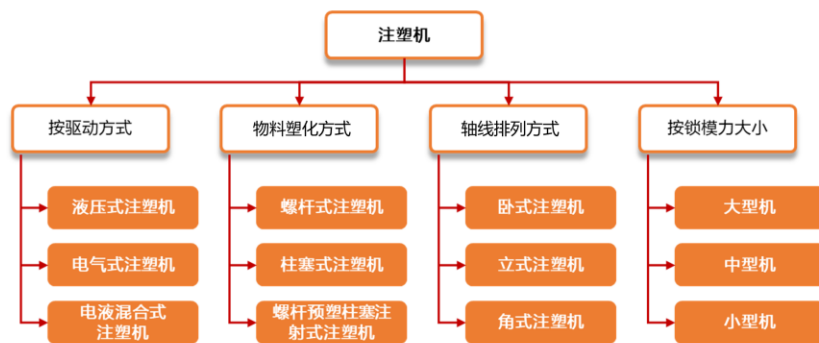 注塑机
按驱动方式
物料塑化方式
轴线排列方式
按锁模力大小
液压式注塑机
螺杆式注塑机
卧式注塑机
大型机
电气式注塑机
柱塞式注塑机
立式注塑机
中型机
电液混合式
注塑机
螺杆预塑柱塞注
射式注塑机
角式注塑机
小型机